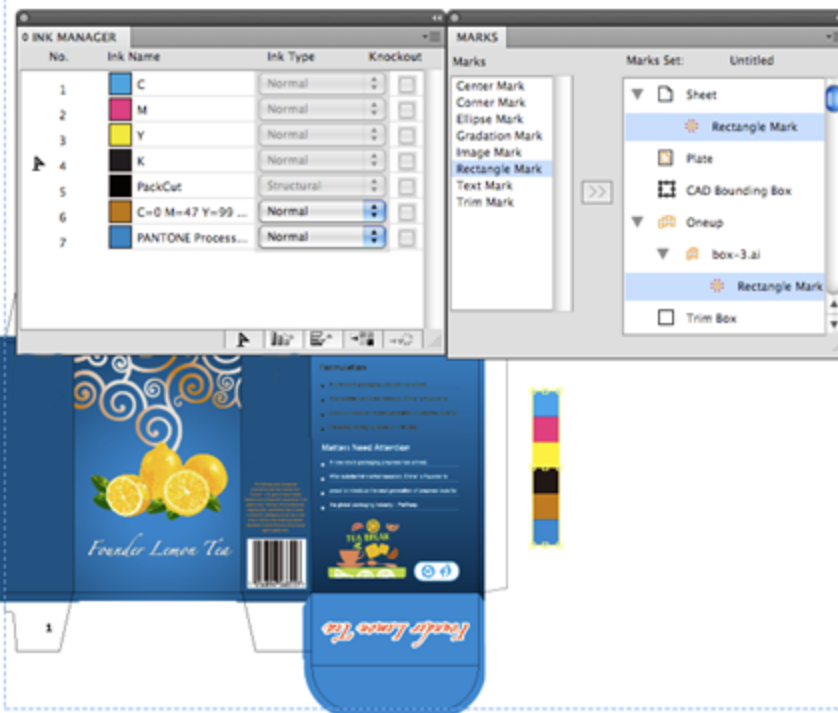 INK MANAGER
No. Ink Name Ink Type Knockout
1 C Normal
2 M Normal
3 Y Normal
4 K Normal
5 PackCut Structural
6 C=0 M=47 Y=99 ... Normal
7 PANTONE Process... Normal
MARKS
Marks
Marks Set: Untitled
Center Mark
Corner Mark
Ellipse Mark
Gradation Mark
Image Mark
Rectangle Mark
Text Mark
Trim Mark
>>
Sheet
Rectangle Mark
Plate
CAD Bounding Box
Oneup
box-3.ai
Rectangle Mark
Trim Box
Formulation
Matters Need Attention
TEA BREAK
Founder Lemon Tea
1
Founder Lemon Tea